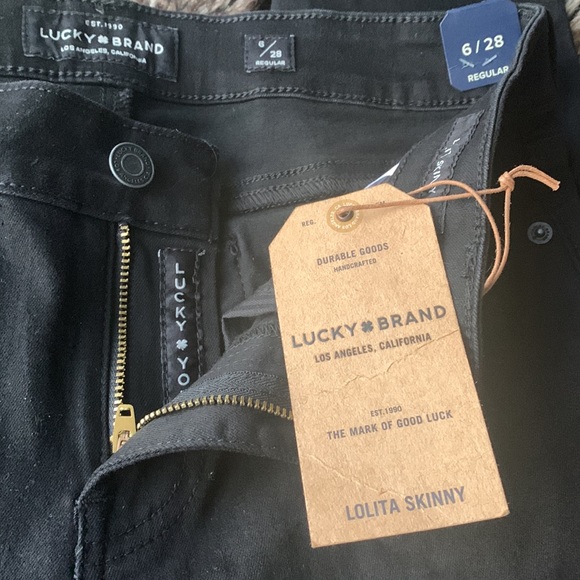 EST. 1990
LUCKY BRAND
LOS ANGELES, CALIFORNIA
6/28
REGULAR
6/28
REGULAR
LUCKY YO
REG.
DURABLE GOODS
HANDCRAFTED
LUCKY BRAND
LOS ANGELES, CALIFORNIA
EST.1990
THE MARK OF GOOD LUCK
LOLITA SKINNY